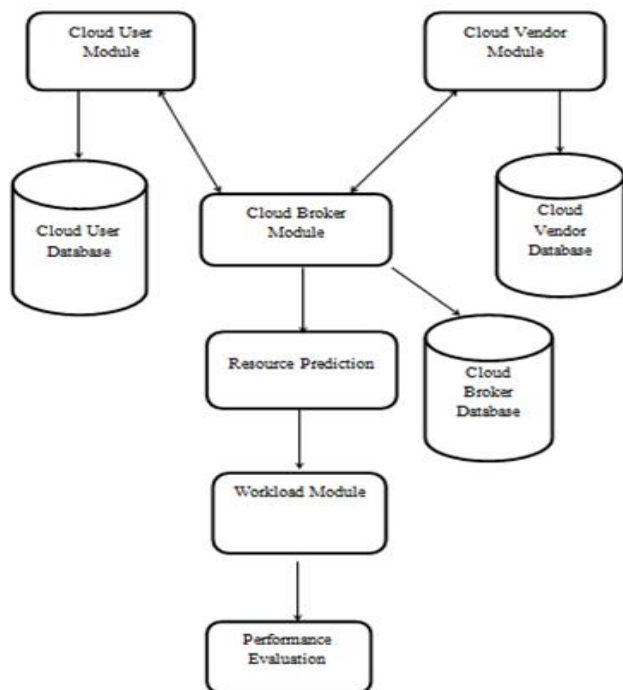 Cloud User
Module
Cloud Vendor
Module
Cloud User
Database
Cloud Broker
Module
Cloud
Vendor
Database
Resource Prediction
Cloud
Broker
Database
Workload Module
Performance
Evaluation